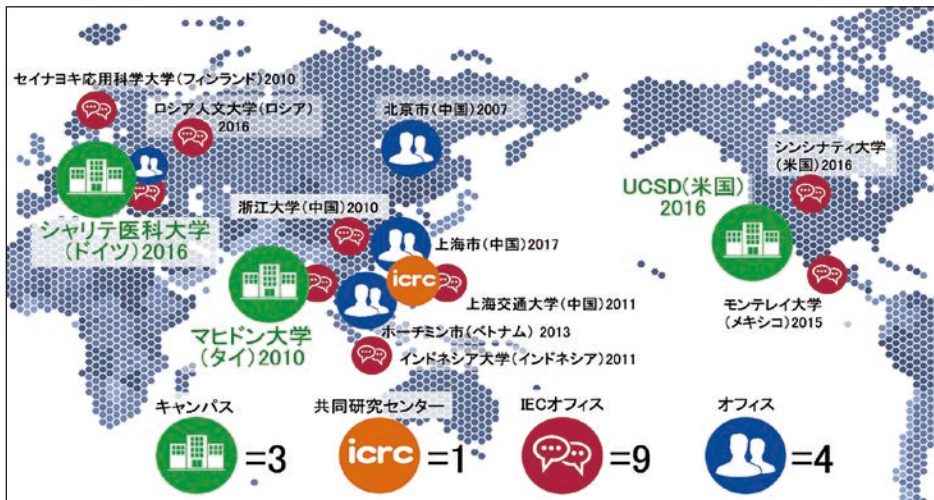 セイナヨキ応用科学大学(フィンランド)2010
ロシア人文大学(ロシア)
2016
北京市(中国)2007
シンシナティ大学
(米国)2016
UCSD(米国)
2016
浙江大学(中国)2010
シャリテ医科大学
(ドイツ)2016
上海市(中国)2017
icrc
上海交通大学(中国)2011
モンテレイ大学
(メキシコ)2015
マヒドン大学
(タイ)2010
ホーチミン市(ベトナム) 2013
インドネシア大学(インドネシア)2011
キャンパス
共同研究センター
IECオフィス
オフィス
=3
icrc
=1
=9
=4